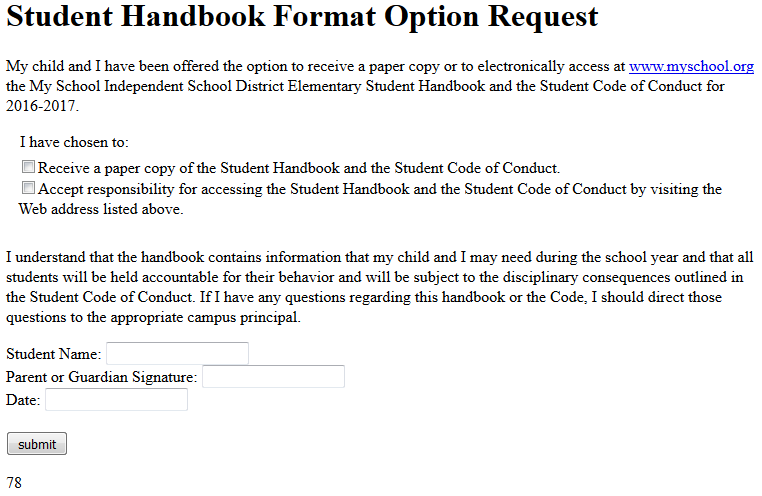 Student Handbook Format Option Request
My child and I have been offered the option to receive a paper copy or to electronically access at www.myschool.org
the My School Independent School District Elementary Student Handbook and the Student Code of Conduct for
2016-2017.
I have chosen to:
Receive a paper copy of the Student Handbook and the Student Code of Conduct.
Accept responsibility for accessing the Student Handbook and the Student Code of Conduct by visiting the
Web address listed above.
I understand that the handbook contains information that my child and I may need during the school year and that all
students will be held accountable for their behavior and will be subject to the disciplinary consequences outlined in
the Student Code of Conduct. If I have any questions regarding this handbook or the Code, I should direct those
questions to the appropriate campus principal.
Student Name:
Parent or Guardian Signature:
Date:
submit
78